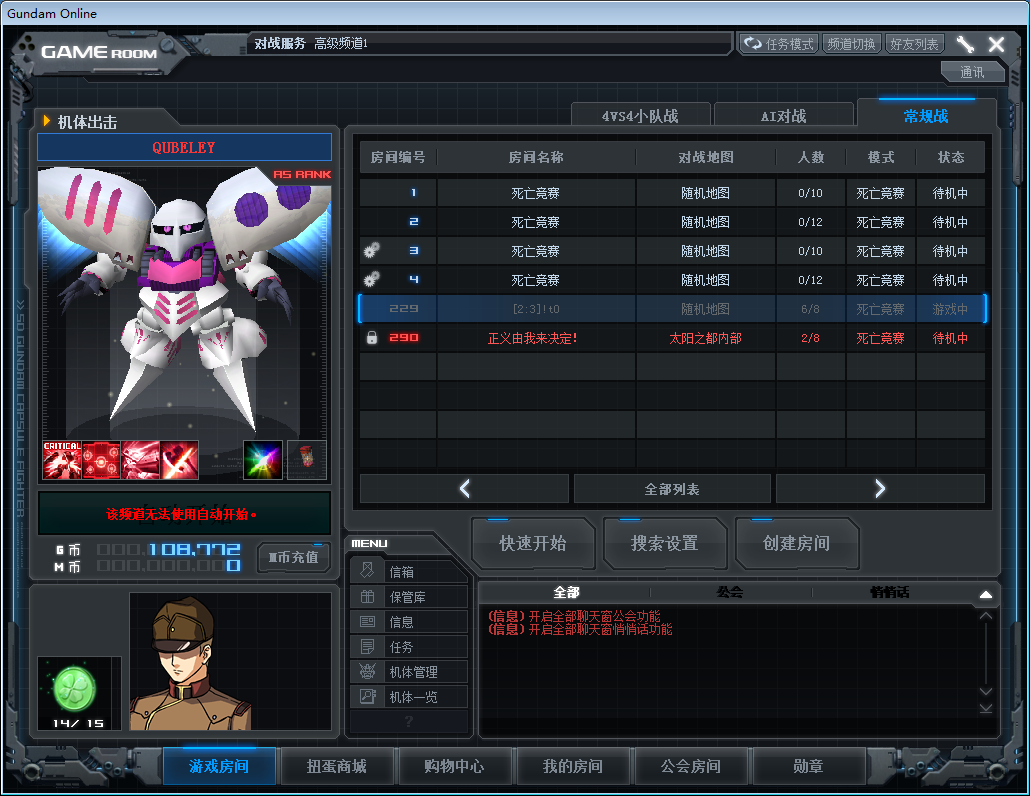 Gundam Online
GAME ROOM
对战服务 高级频道1
任务模式 频道切换 好友列表
通讯
机体出击
4VS4小队战 AI对战 常规战
QUBELEY
AS RANK
房间编号 房间名称 对战地图 人数 模式 状态
1 死亡竟赛 随机地图 0/10 死亡竟赛 待机中
2 死亡竟赛 随机地图 0/12 死亡竟赛 待机中
3 死亡竟赛 随机地图 0/10 死亡竟赛 待机中
4 死亡竟赛 随机地图 0/12 死亡竟赛 待机中
229 [2:3]!t0 随机地图 6/8 死亡竟赛 游戏中
290 正义由我来决定! 太阳之都内部 2/8 死亡竟赛 待机中
CRITICAL
全部列表
该频道无法使用自动开始。
G 币 000,108,772
M 币 000,000,000
M币充值
快速开始 搜索设置 创建房间
MENU
信箱
保管库
信息
任务
机体管理
机体一览
?
全部 公会 悄悄话
(信息) 开启全部聊天窗公会功能
(信息) 开启全部聊天窗悄悄话功能
14/ 15
SD GUNDAM CAPSULE FIGHTER
游戏房间 扭蛋商城 购物中心 我的房间 公会房间 勋章